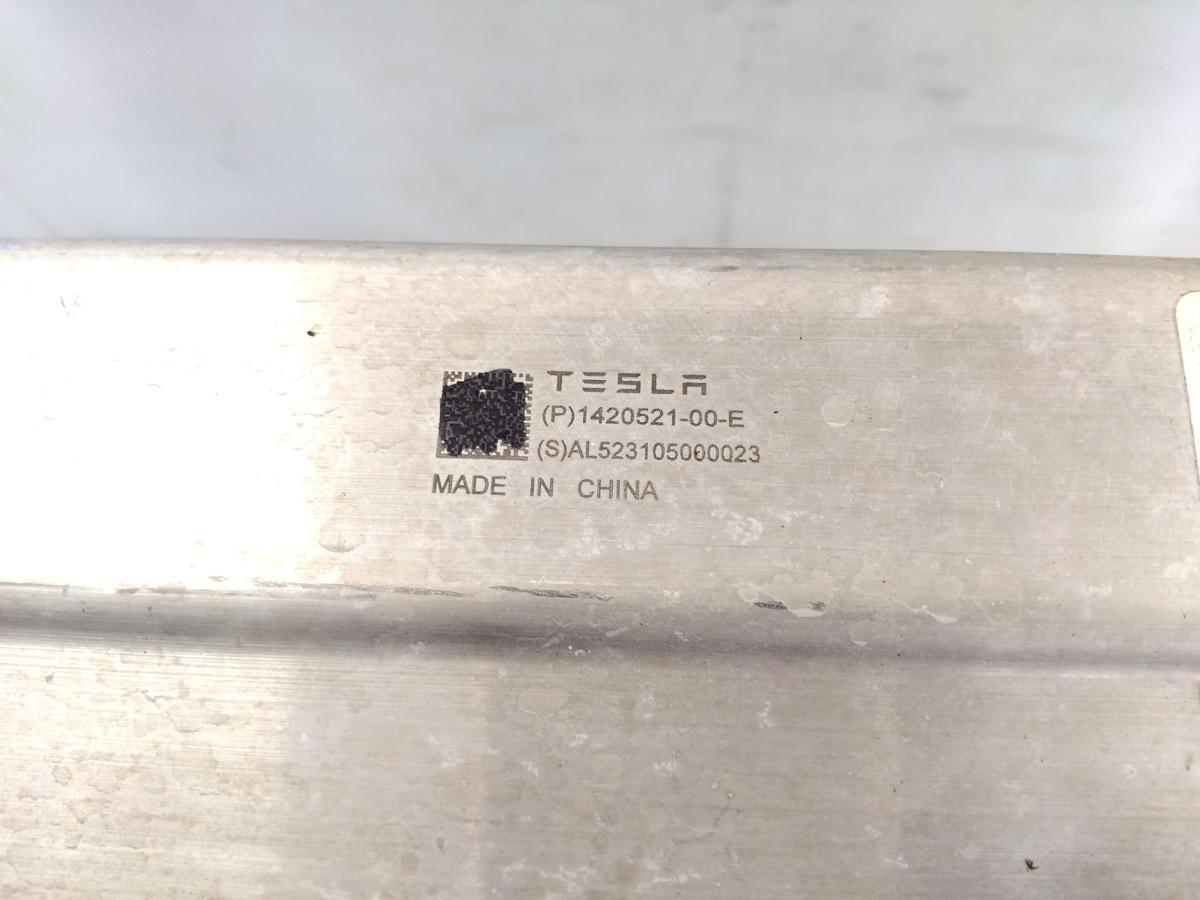 TESLA
(P)1420521-00-E
(S)AL523105000023
MADE IN CHINA